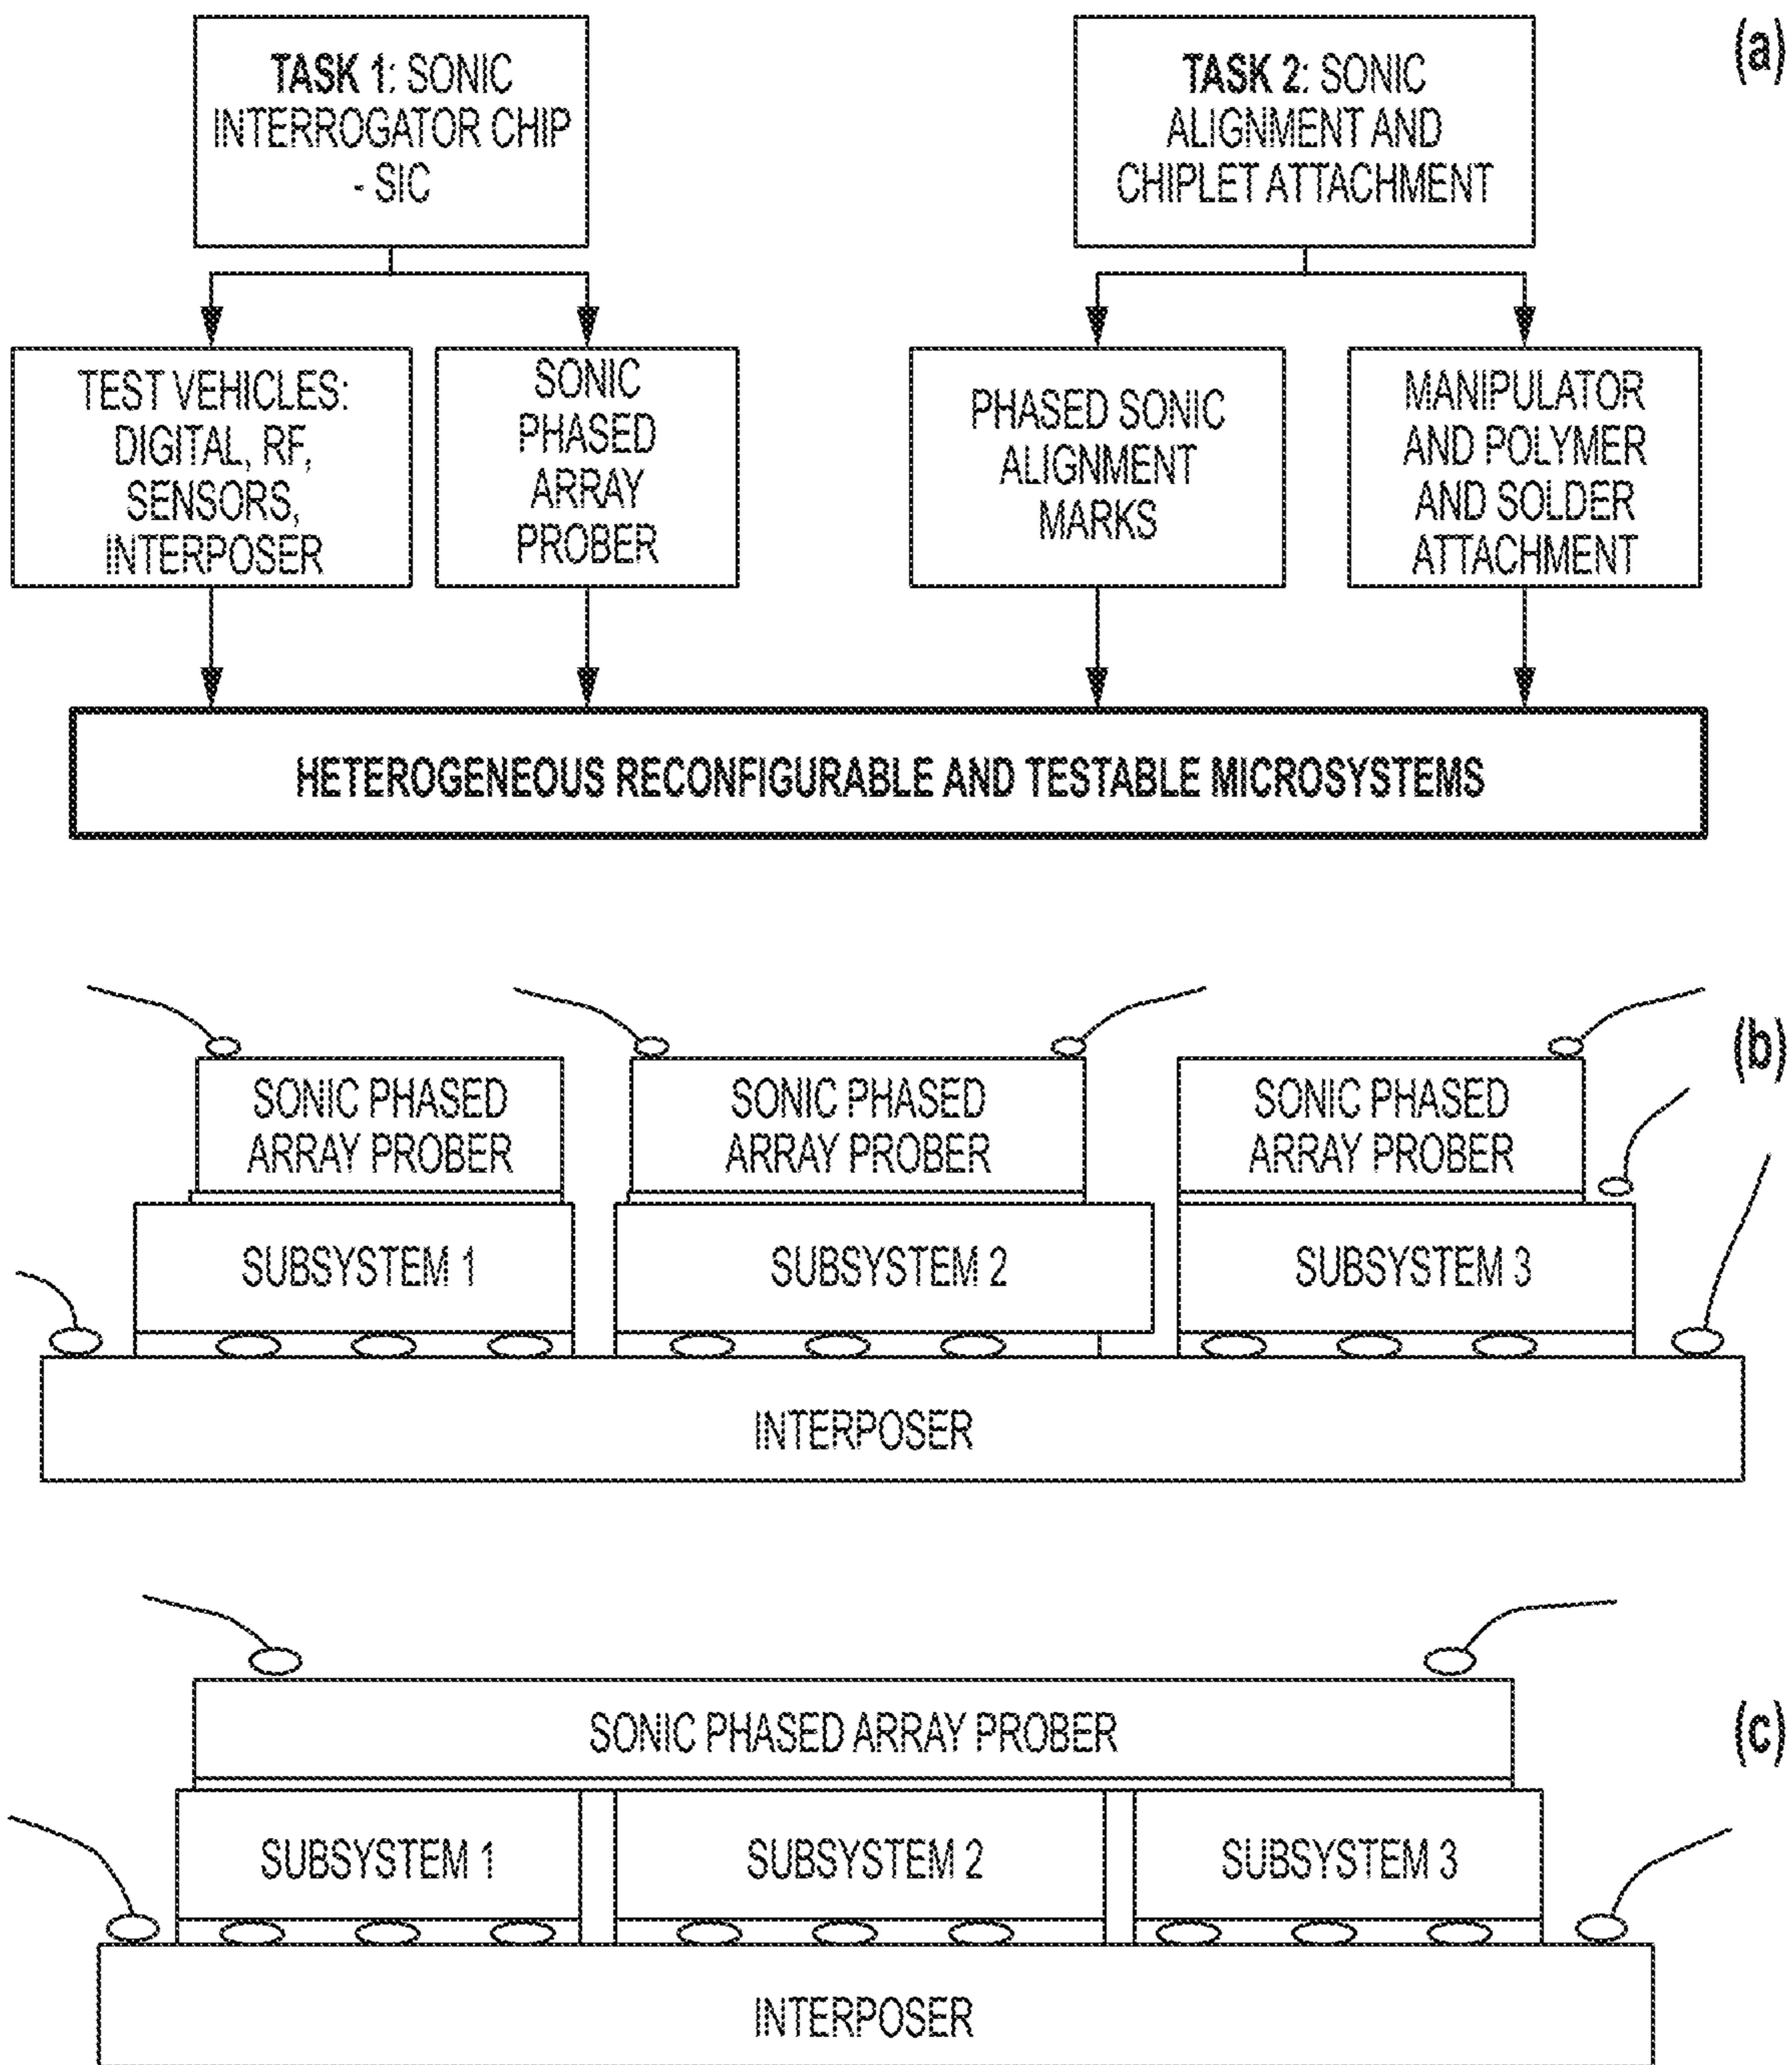 (a)
TASK 1: SONIC
INTERROGATOR CHIP
- SIC
TASK 2: SONIC
ALIGNMENT AND
CHIPLET ATTACHMENT
TEST VEHICLES:
DIGITAL, RF,
SENSORS,
INTERPOSER
SONIC
PHASED
ARRAY
PROBER
PHASED SONIC
ALIGNMENT
MARKS
MANIPULATOR
AND POLYMER
AND SOLDER
ATTACHMENT
HETEROGENEOUS RECONFIGURABLE AND TESTABLE MICROSYSTEMS
(b)
SONIC PHASED
ARRAY PROBER
SONIC PHASED
ARRAY PROBER
SONIC PHASED
ARRAY PROBER
SUBSYSTEM 1
SUBSYSTEM 2
SUBSYSTEM 3
INTERPOSER
(c)
SONIC PHASED ARRAY PROBER
SUBSYSTEM 1
SUBSYSTEM 2
SUBSYSTEM 3
INTERPOSER